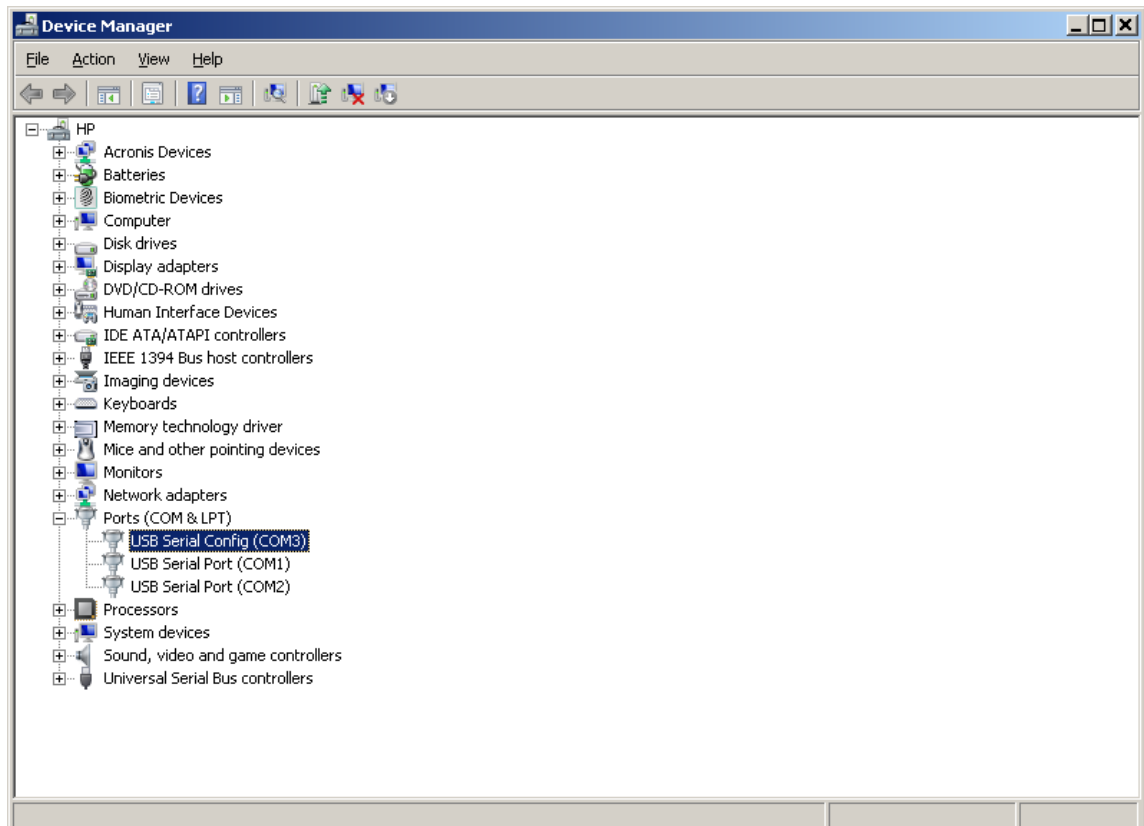 Device Manager
File Action View Help
HP
Acronis Devices
Batteries
Biometric Devices
Computer
Disk drives
Display adapters
DVD/CD-ROM drives
Human Interface Devices
IDE ATA/ATAPI controllers
IEEE 1394 Bus host controllers
Imaging devices
Keyboards
Memory technology driver
Mice and other pointing devices
Monitors
Network adapters
Ports (COM & LPT)
USB Serial Config (COM3)
USB Serial Port (COM1)
USB Serial Port (COM2)
Processors
System devices
Sound, video and game controllers
Universal Serial Bus controllers